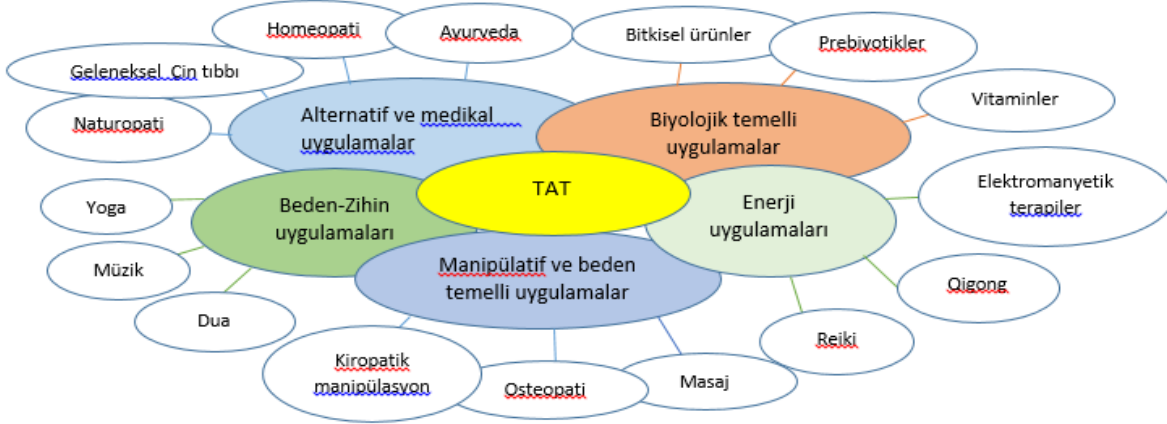 Homeopati
Ayurveda
Bitkisel ürünler
Prebiyotikler
Geleneksel Çin tıbbı
Naturopati
Alternatif ve medikal
uygulamalar
Biyolojik temelli
uygulamalar
Vitaminler
TAT
Yoga
Müzik
Dua
Beden-Zihin
uygulamaları
Enerji
uygulamaları
Elektromanyetik
terapiler
Qigong
Reiki
Manipülatif ve beden
temelli uygulamalar
Kiropatik
manipülasyon
Osteopati
Masaj